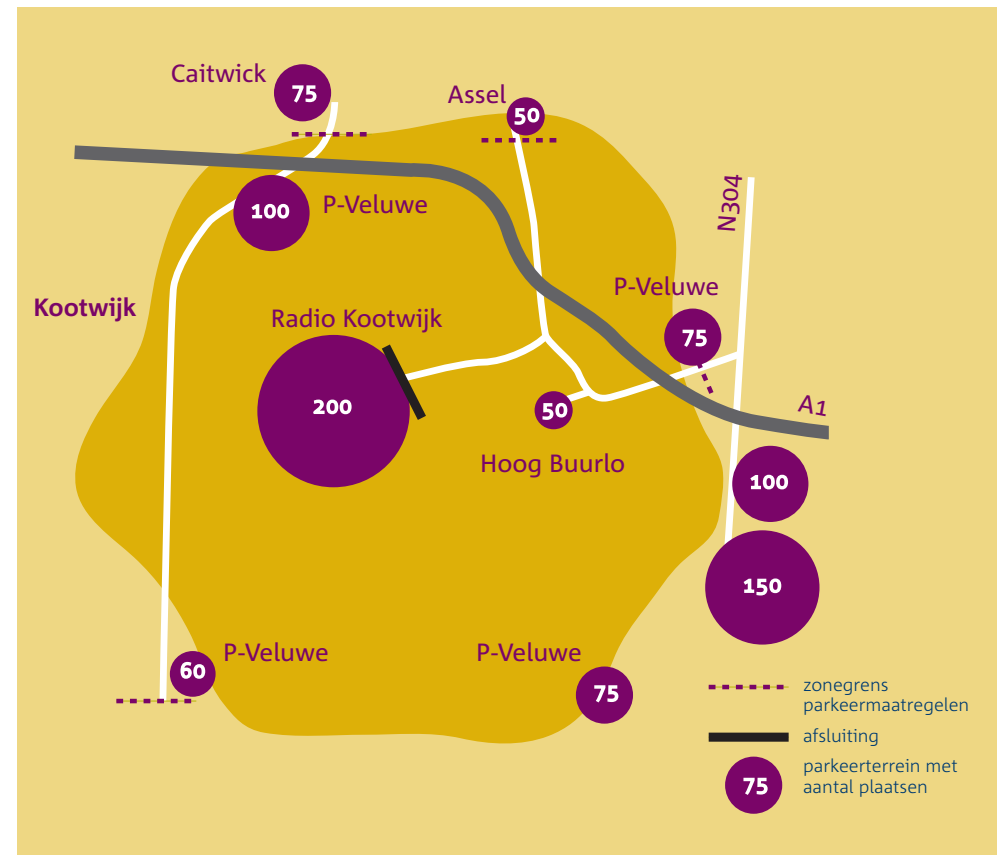 Caitwick
75
Assel
50
100
P-Veluwe
N304
Kootwijk
P-Veluwe
75
Radio Kootwijk
200
50
A1
Hoog Buurlo
100
150
60
P-Veluwe
P-Veluwe
75
zonegrens
parkeermaatregelen
afsluiting
75
parkeerterrein met
aantal plaatsen